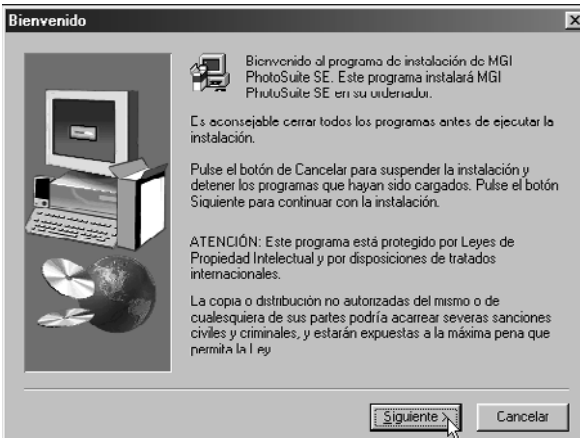 Bienvenido
Bienvenido al programa de instalación de MGI
PhotoSuite SE. Este programa instalará MGI
PhotoSuite SE en su ordenador.
Es aconsejable cerrar todos los programas antes de ejecutar la
instalación.
Pulse el botón de Cancelar para suspender la instalación y
detener los programas que hayan sido cargados. Pulse el botón
Siguiente para continuar con la instalación.
ATENCIÓN: Este programa está protegido por Leyes de
Propiedad Intelectual y por disposiciones de tratados
internacionales.
La copia o distribución no autorizadas del mismo o de
cualesquiera de sus partes podría acarrear severas sanciones
civiles y criminales, y estarán expuestas a la máxima pena que
permita la Ley
Siguiente >
Cancelar